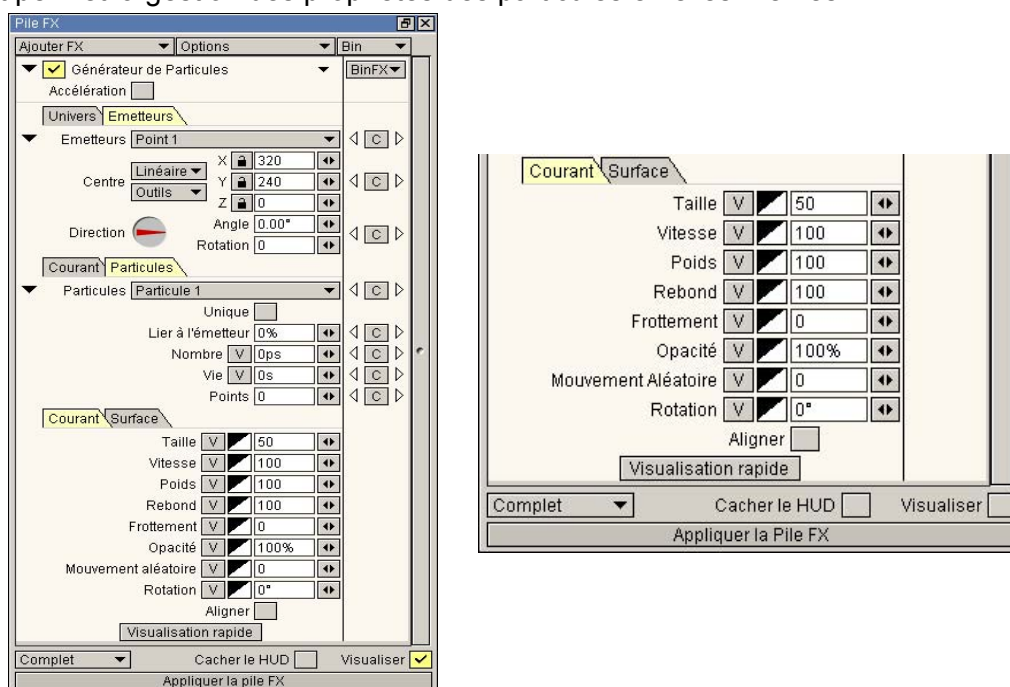 Pile FX
Ajouter FX Options Bin
Générateur de Particules BinFX
Accélération
Univers Emetteurs
Emetteurs Point 1 C
X 320
Centre Linéaire Y 240 C
Outils Z 0
Direction Angle 0.00° C
Rotation 0
Courant Particules
Particules Particule 1 C
Unique
Lier à l'émetteur 0% C
Nombre V 0ps C
Vie V 0s C
Points 0 C
Courant Surface
Taille V 50
Vitesse V 100
Poids V 100
Rebond V 100
Frottement V 0
Opacité V 100%
Mouvement aléatoire V 0
Rotation V 0°
Aligner
Visualisation rapide
Complet Cacher le HUD Visualiser
Appliquer la pile FX
Courant Surface
Taille V 50
Vitesse V 100
Poids V 100
Rebond V 100
Frottement V 0
Opacité V 100%
Mouvement Aléatoire V 0
Rotation V 0°
Aligner
Visualisation rapide
Complet Cacher le HUD Visualiser
Appliquer la Pile FX